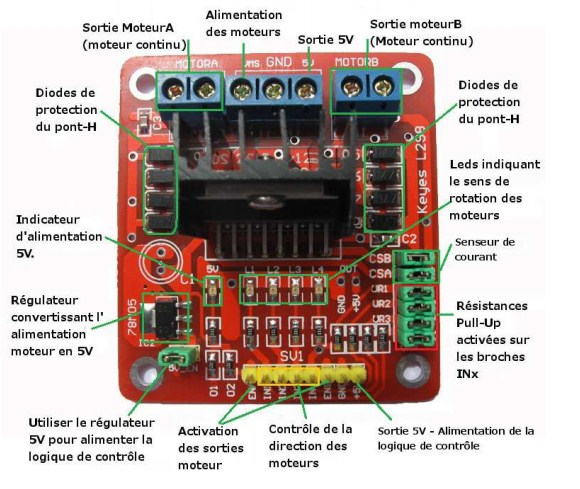 Alimentation
des moteurs
Sortie MoteurA
(moteur continu)
Sortie 5V
Sortie moteurB
(Moteur continu)
MOTORA
VMS
GND
5V
MOTORB
Diodes de
protection
du pont-H
Diodes de
protection
du pont-H
Keyes L298
Leds indiquant
le sens de
rotation des
moteurs
Indicateur
d'alimentation
5V.
C2
Senseur de
courant
CSB
CSA
5V
L1
L2
L3
L4
OUT
GND
+5V
UR1
UR2
UR3
Régulateur
convertissant l'
alimentation
moteur en 5V
78M05
IC2
Résistances
Pull-Up
activées sur
les broches
INx
SV1
O1
O2
Utiliser le régulateur
5V pour alimenter la
logique de contrôle
Activation
des sorties
moteur
Contrôle de la
direction des
moteurs
Sortie 5V - Alimentation de la
logique de contrôle